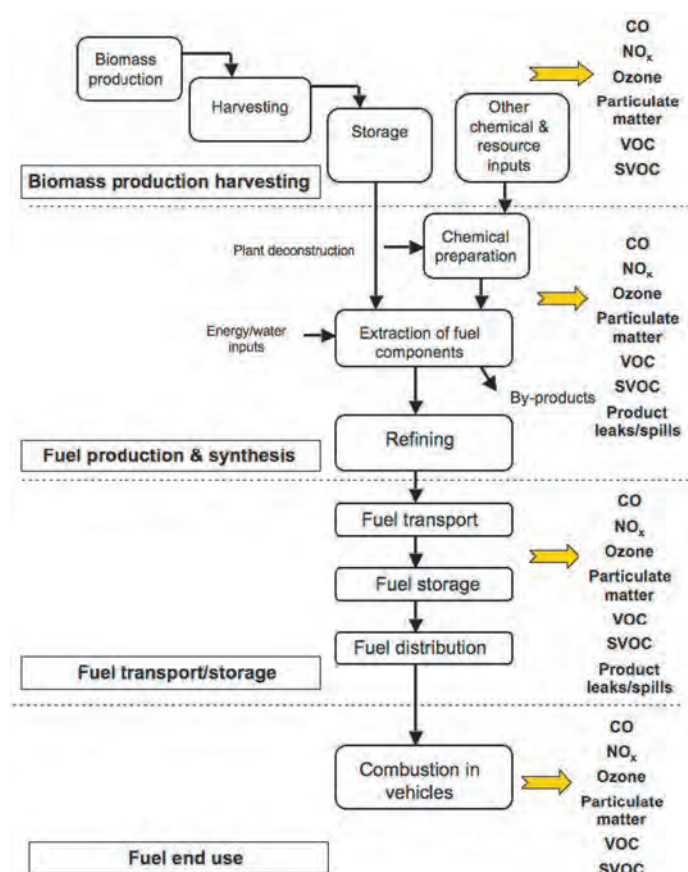 Biomass
production
Harvesting
Storage
Other
chemical &
resource
inputs
CO
NOx
Ozone
Particulate
matter
VOC
SVOC
Biomass production harvesting
Plant deconstruction
Chemical
preparation
Energy/water
inputs
Extraction of fuel
components
By-products
Refining
CO
NOx
Ozone
Particulate
matter
VOC
SVOC
Product
leaks/spills
Fuel production & synthesis
Fuel transport
Fuel storage
Fuel distribution
CO
NOx
Ozone
Particulate
matter
VOC
SVOC
Product
leaks/spills
Fuel transport/storage
Combustion in
vehicles
CO
NOx
Ozone
Particulate
matter
VOC
SVOC
Fuel end use